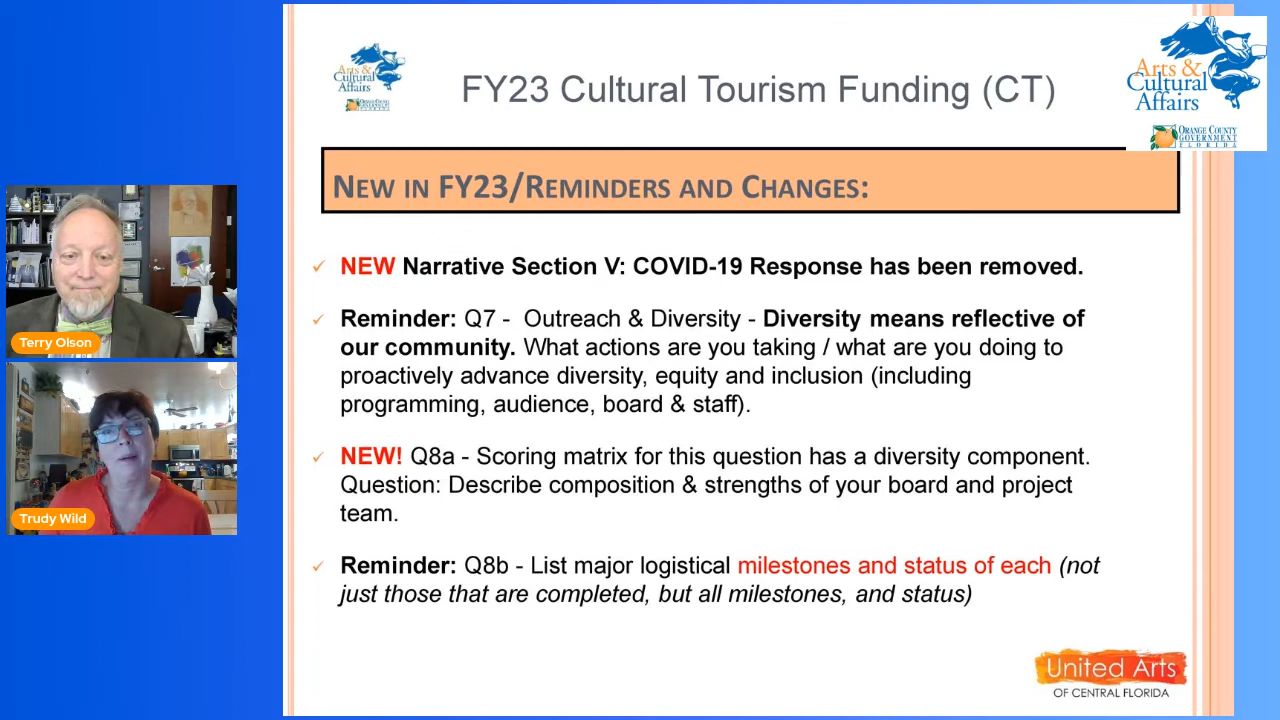 Arts &
Cultural
Affairs
ORANGE COUNTY
GOVERNMENT
FLORIDA
FY23 Cultural Tourism Funding (CT)
Arts &
Cultural
Affairs
ORANGE COUNTY
GOVERNMENT
FLORIDA
NEW IN FY23/REMINDERS AND CHANGES:
NEW Narrative Section V: COVID-19 Response has been removed.
Reminder: Q7 - Outreach & Diversity - Diversity means reflective of
our community. What actions are you taking / what are you doing to
proactively advance diversity, equity and inclusion (including
programming, audience, board & staff).
NEW! Q8a - Scoring matrix for this question has a diversity component.
Question: Describe composition & strengths of your board and project
team.
Reminder: Q8b - List major logistical milestones and status of each (not
just those that are completed, but all milestones, and status)
Terry Olson
Trudy Wild
United Arts
OF CENTRAL FLORIDA